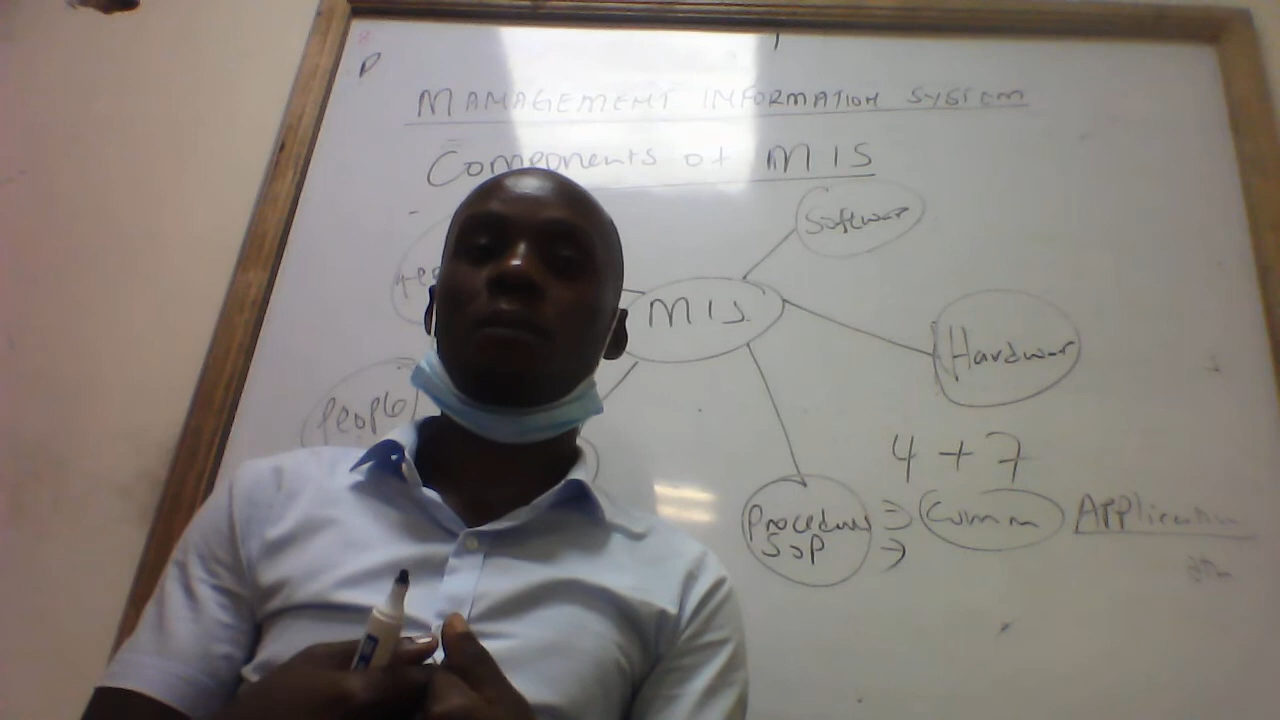 MANAGEMENT INFORMATION SYSTEM
Components of MIS
Software
MIS
Hardwar
People
4 + 7
Procedures
SOP
Comm
Application